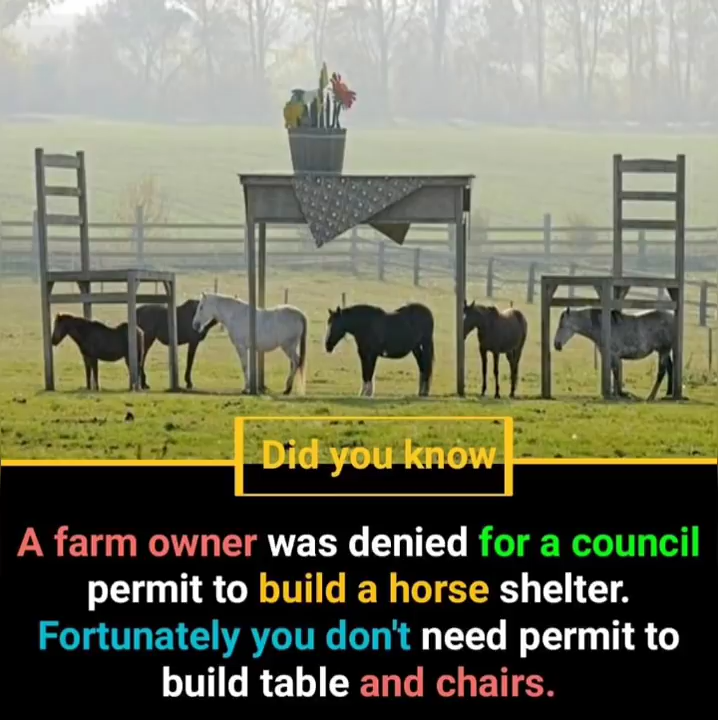 Did you know
A farm owner was denied for a council
permit to build a horse shelter.
Fortunately you don't need permit to
build table and chairs.